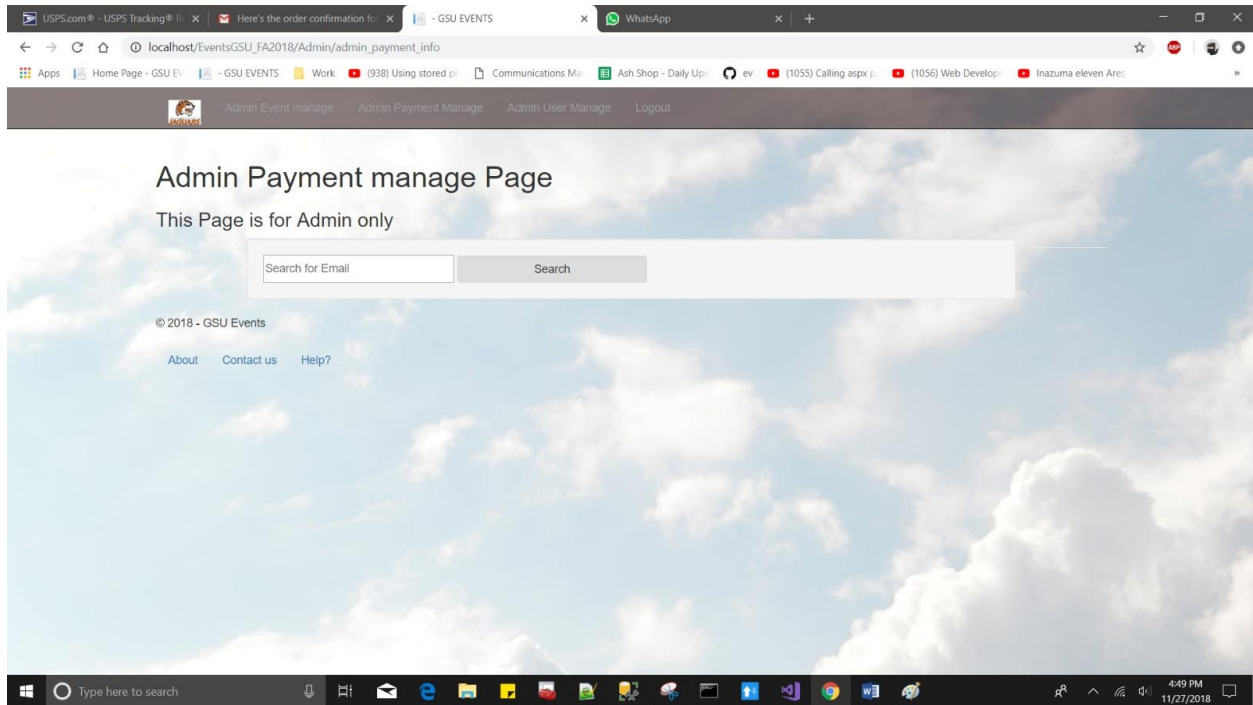 USPS.com® - USPS Tracking® R
Here's the order confirmation for
- GSU EVENTS
WhatsApp
localhost/EventsGSU_FA2018/Admin/admin_payment_info
ABP
Apps
Home Page - GSU EV
- GSU EVENTS
Work
(938) Using stored pr
Communications Ma
Ash Shop - Daily Upd
ev
(1055) Calling aspx p
(1056) Web Develop
Inazuma eleven Ares
»
JAGUARS
Admin Event manage
Admin Payment Manage
Admin User Manage
Logout
Admin Payment manage Page
This Page is for Admin only
Search for Email
Search
© 2018 - GSU Events
About
Contact us
Help?
Type here to search
4:49 PM
11/27/2018